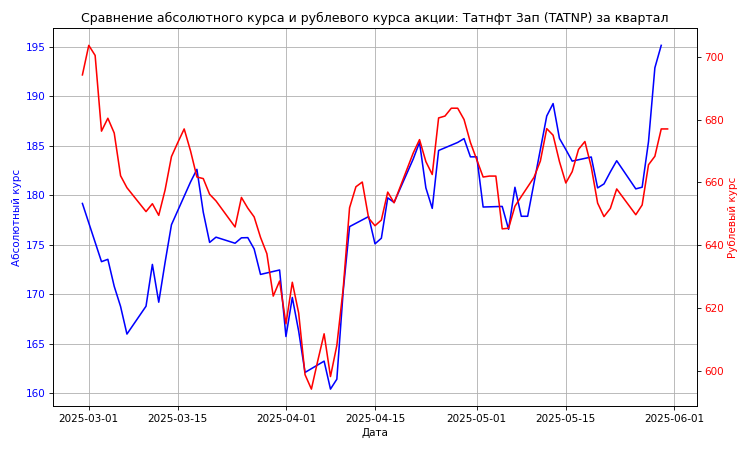 Сравнение абсолютного курса и рублевого курса акции: Татнфт 3ап (TATNP) за квартал
195
190
185
180
175
170
165
160
Абсолютный курс
700
680
660
640
620
600
Рублевый курс
2025-03-01 2025-03-15 2025-04-01 2025-04-15 2025-05-01 2025-05-15 2025-06-01
Дата